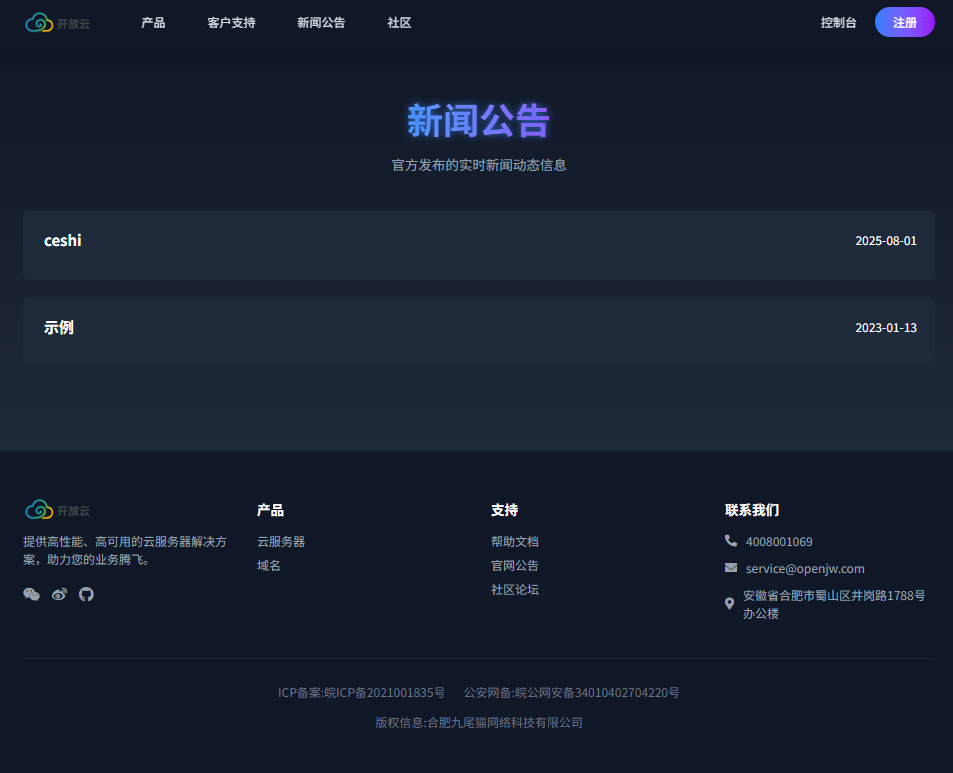 开放云
产品
客户支持
新闻公告
社区
控制台
注册
新闻公告
官方发布的实时新闻动态信息
ceshi
2025-08-01
示例
2023-01-13
开放云
提供高性能、高可用的云服务器解决方
案，助力您的业务腾飞。
产品
云服务器
域名
支持
帮助文档
官网公告
社区论坛
联系我们
4008001069
service@openjw.com
安徽省合肥市蜀山区井岗路1788号
办公楼
ICP备案:皖ICP备2021001835号 公安网备:皖公网安备34010402704220号
版权信息:合肥九尾猫网络科技有限公司